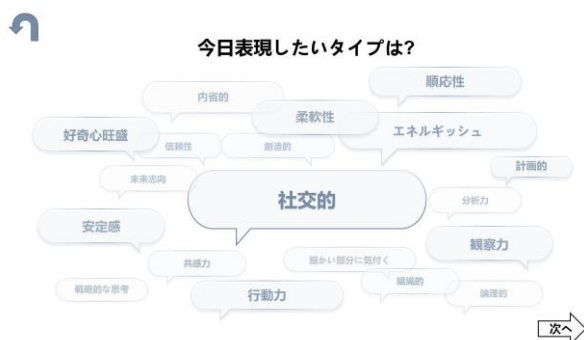 今日表現したいタイプは?
内省的
順応性
柔軟性
エネルギッシュ
好奇心旺盛
信頼性
創造的
計画的
未来志向
社交的
分析力
安定感
観察力
共感力
細かい部分に気付く
組織的
戦略的な思考
行動力
論理的
次へ